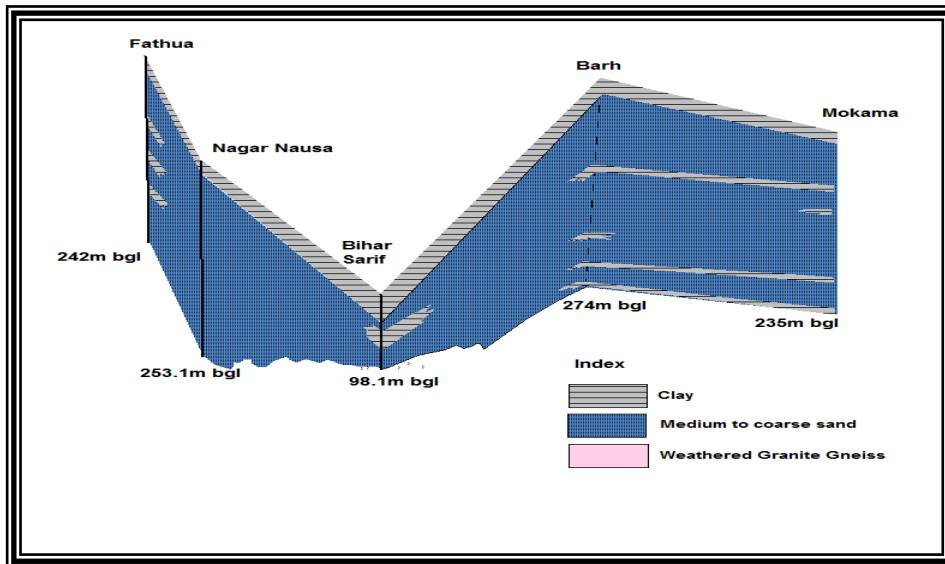 Fathua
Barh
Mokama
Nagar Nausa
Bihar
Sarif
242m bgl
274m bgl
235m bgl
253.1m bgl
98.1m bgl
Index
Clay
Medium to coarse sand
Weathered Granite Gneiss